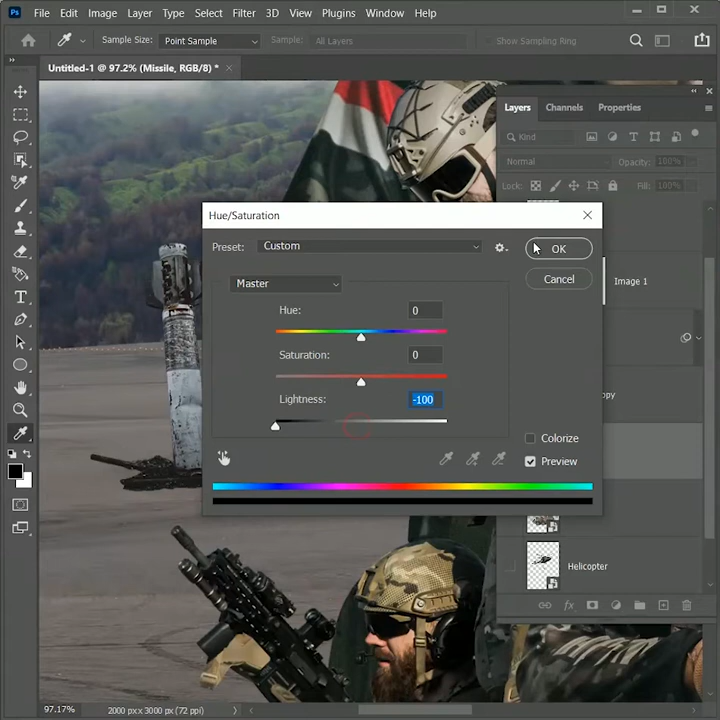 Ps File Edit Image Layer Type Select Filter 3D View Plugins Window Help
Sample Size: Point Sample Sample: All Layers Show Sampling Ring
Untitled-1 @ 97.2% (Missile, RGB/8) *
Layers Channels Properties
Kind
Normal Opacity: 100%
Lock: Fill: 100%
Hue/Saturation
Preset: Custom
OK
Master
Cancel
Image 1
Hue: 0
Saturation: 0
Lightness: -100
Colorize
Preview
Helicopter
97.17% 2000 px x 3000 px (72 ppi)